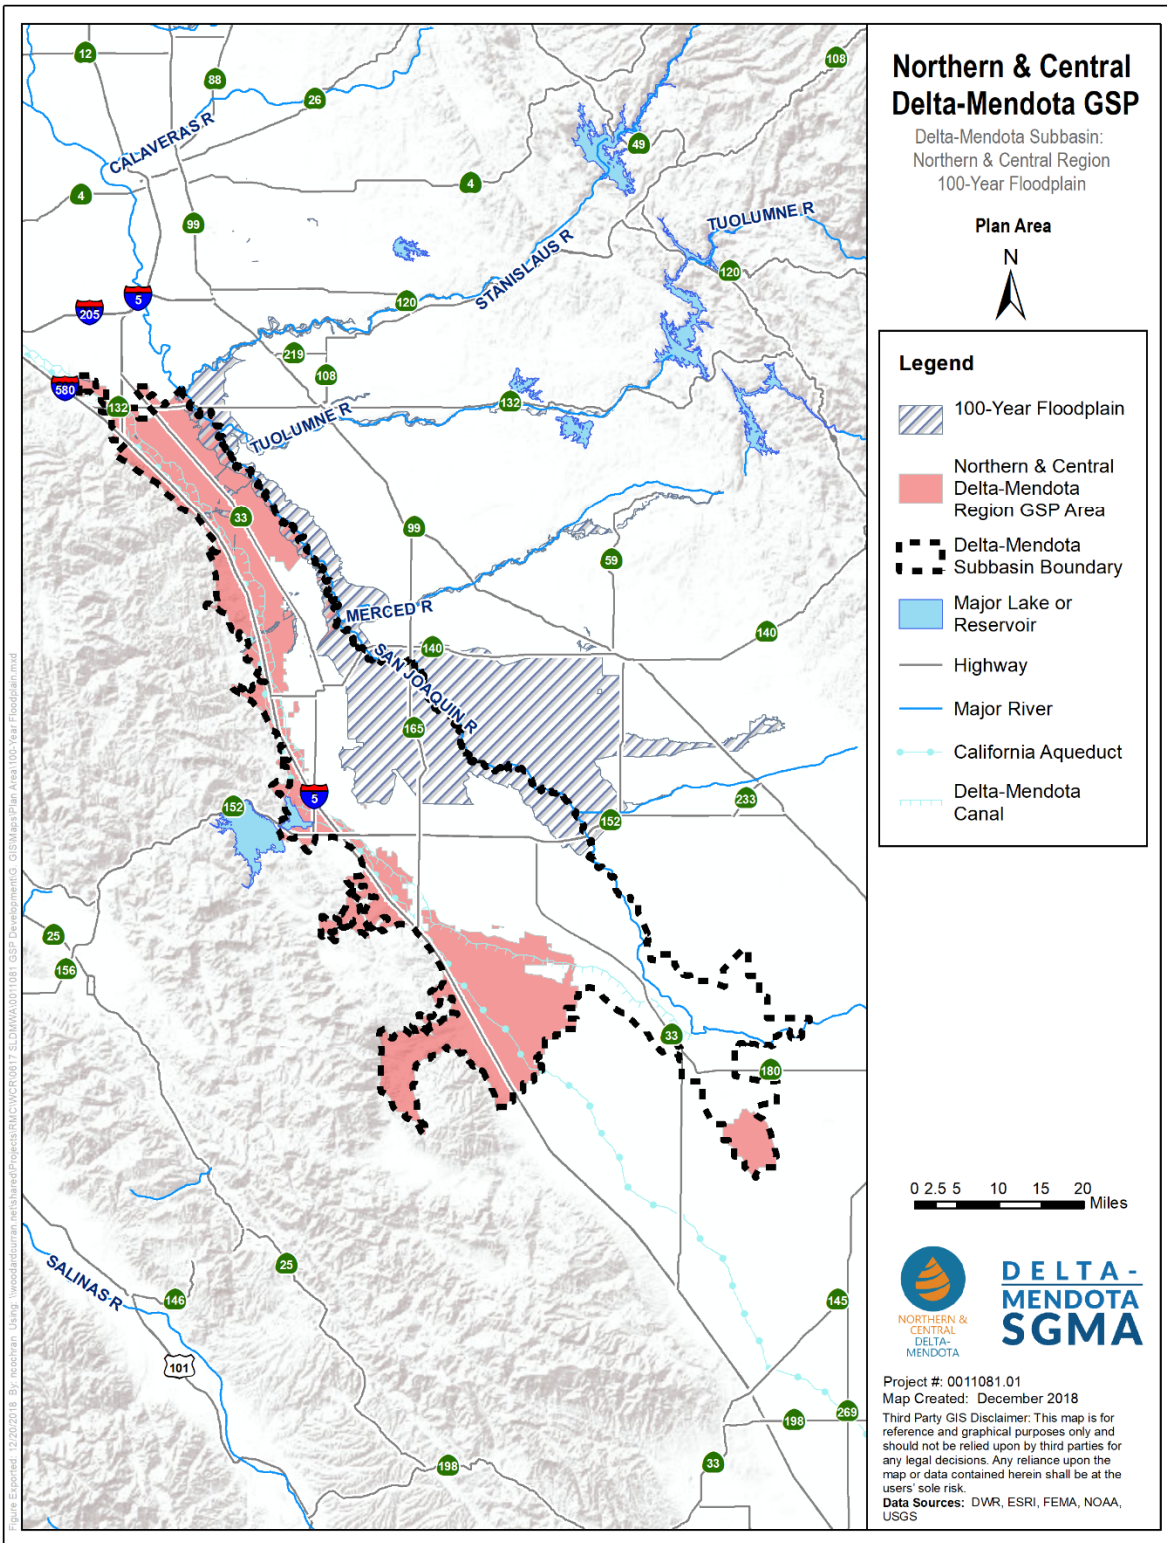 Northern & Central
Delta-Mendota GSP
Delta-Mendota Subbasin:
Northern & Central Region
100-Year Floodplain
Plan Area
N
Legend
100-Year Floodplain
Northern & Central
Delta-Mendota
Region GSP Area
Delta-Mendota
Subbasin Boundary
Major Lake or
Reservoir
Highway
Major River
California Aqueduct
Delta-Mendota
Canal
0 2.5 5 10 15 20
Miles
NORTHERN &
CENTRAL
DELTA-
MENDOTA
DELTA-
MENDOTA
SGMA
Project #: 0011081.01
Map Created: December 2018
Third Party GIS Disclaimer: This map is for
reference and graphical purposes only and
should not be relied upon by third parties for
any legal decisions. Any reliance upon the
map or data contained herein shall be at the
users' sole risk.
Data Sources: DWR, ESRI, FEMA, NOAA,
USGS
12
88
26
108
CALAVERAS R
49
4
4
99
TUOLUMNE R
STANISLAUS R
120
5
205
120
219
108
580
132
132
TUOLUMNE R
33
99
59
MERCED R
140
140
SAN JOAQUIN R
165
5
152
233
152
25
156
33
180
25
SALINAS R
146
101
145
198
269
198
33